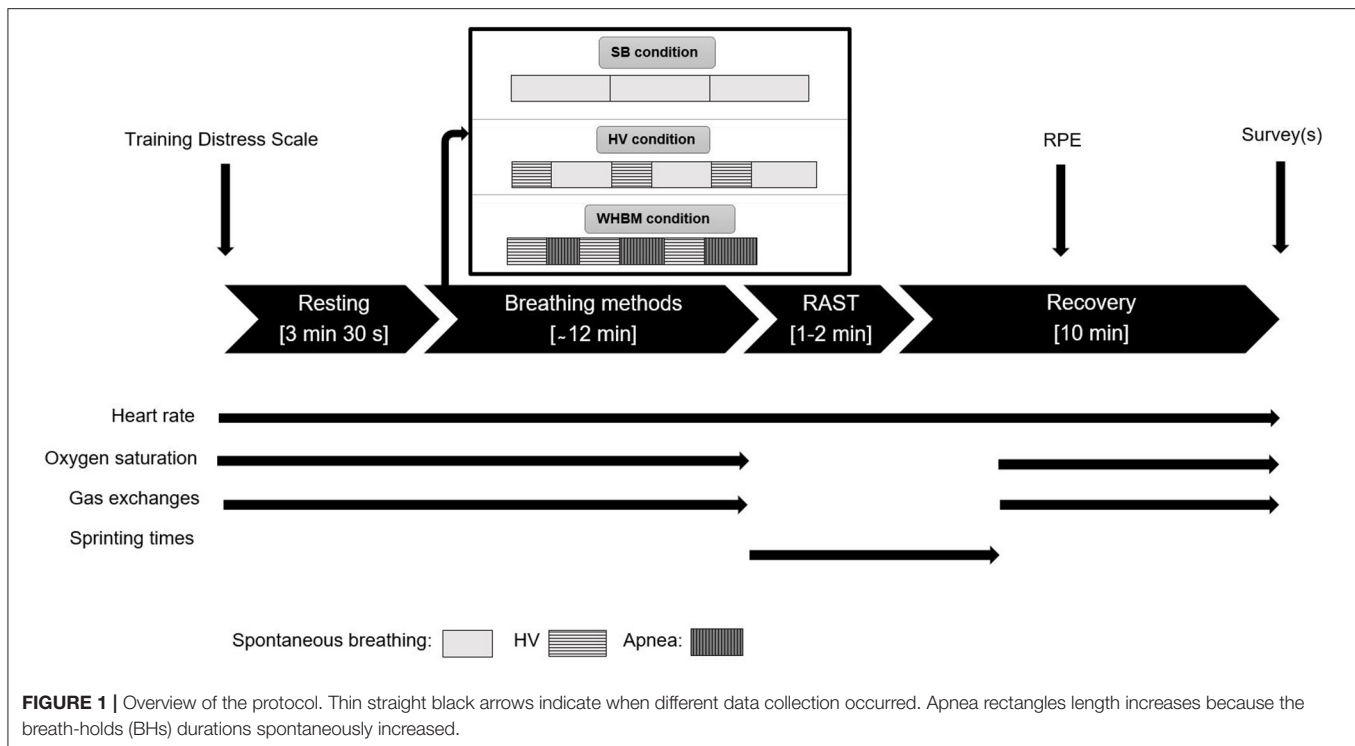 SB condition
Training Distress Scale
HV condition
RPE
Survey(s)
WHBM condition
Resting
[3 min 30 s]
Breathing methods
[~12 min]
RAST
[1-2 min]
Recovery
[10 min]
Heart rate
Oxygen saturation
Gas exchanges
Sprinting times
Spontaneous breathing: HV Apnea:
FIGURE 1 | Overview of the protocol. Thin straight black arrows indicate when different data collection occurred. Apnea rectangles length increases because the
breath-holds (BHs) durations spontaneously increased.